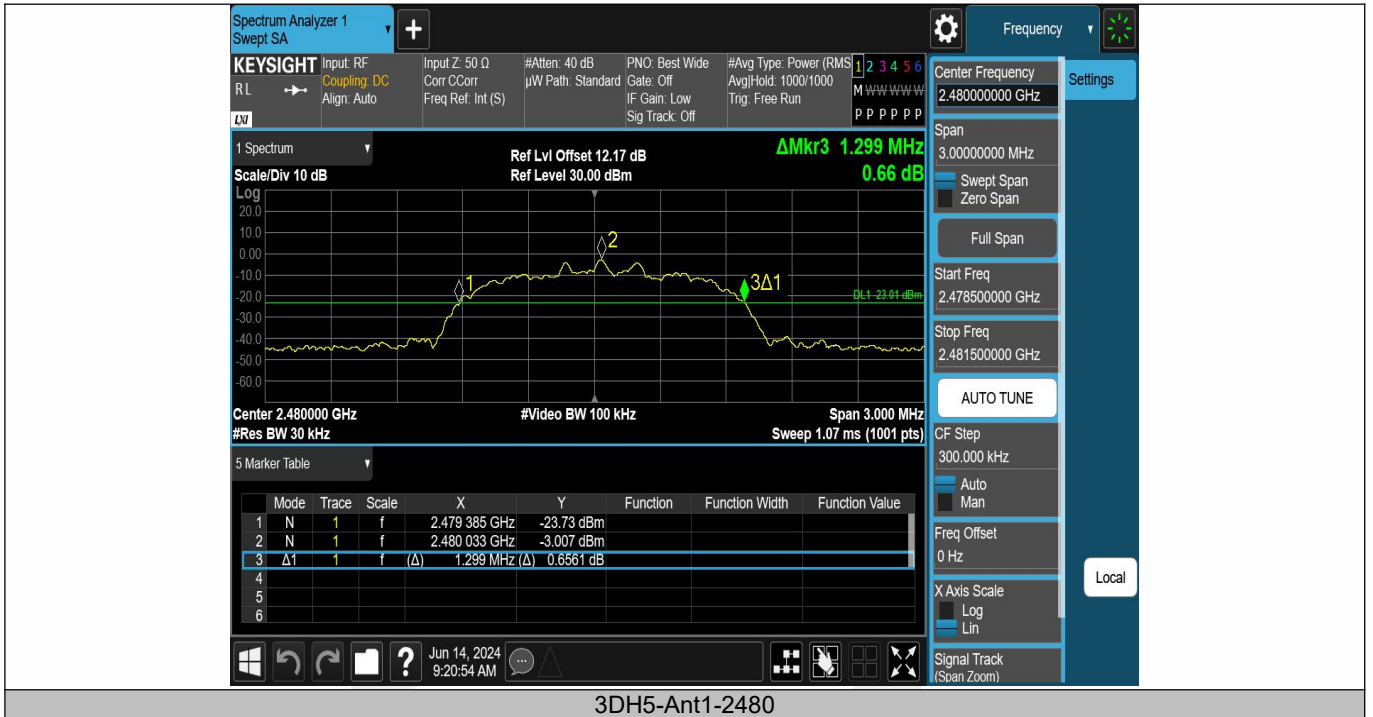 Spectrum Analyzer 1
Swept SA
+
Frequency
KEYSIGHT
RL
LXI
Input: RF
Coupling: DC
Align: Auto
Input Z: 50 Ω
Corr CCorr
Freq Ref: Int (S)
#Atten: 40 dB
µW Path: Standard
PNO: Best Wide
Gate: Off
IF Gain: Low
Sig Track: Off
#Avg Type: Power (RMS
Avg|Hold: 1000/1000
Trig: Free Run
1 2 3 4 5 6
M W W W W W
P P P P P P
1 Spectrum
Scale/Div 10 dB
Ref Lvl Offset 12.17 dB
Ref Level 30.00 dBm
ΔMkr3 1.299 MHz
0.66 dB
Log
20.0
10.0
0.00
-10.0
-20.0
-30.0
-40.0
-50.0
-60.0
1
2
3Δ1
DL1 -23.01 dBm
Center 2.480000 GHz
#Video BW 100 kHz
Span 3.000 MHz
#Res BW 30 kHz
Sweep 1.07 ms (1001 pts)
5 Marker Table
Mode Trace Scale X Y Function Function Width Function Value
1 N 1 f 2.479 385 GHz -23.73 dBm
2 N 1 f 2.480 033 GHz -3.007 dBm
3 Δ1 1 f (Δ) 1.299 MHz (Δ) 0.6561 dB
4
5
6
Jun 14, 2024
9:20:54 AM
?
Center Frequency
2.480000000 GHz
Settings
Span
3.00000000 MHz
Swept Span
Zero Span
Full Span
Start Freq
2.478500000 GHz
Stop Freq
2.481500000 GHz
AUTO TUNE
CF Step
300.000 kHz
Auto
Man
Freq Offset
0 Hz
X Axis Scale
Log
Lin
Local
Signal Track
(Span Zoom)
3DH5-Ant1-2480